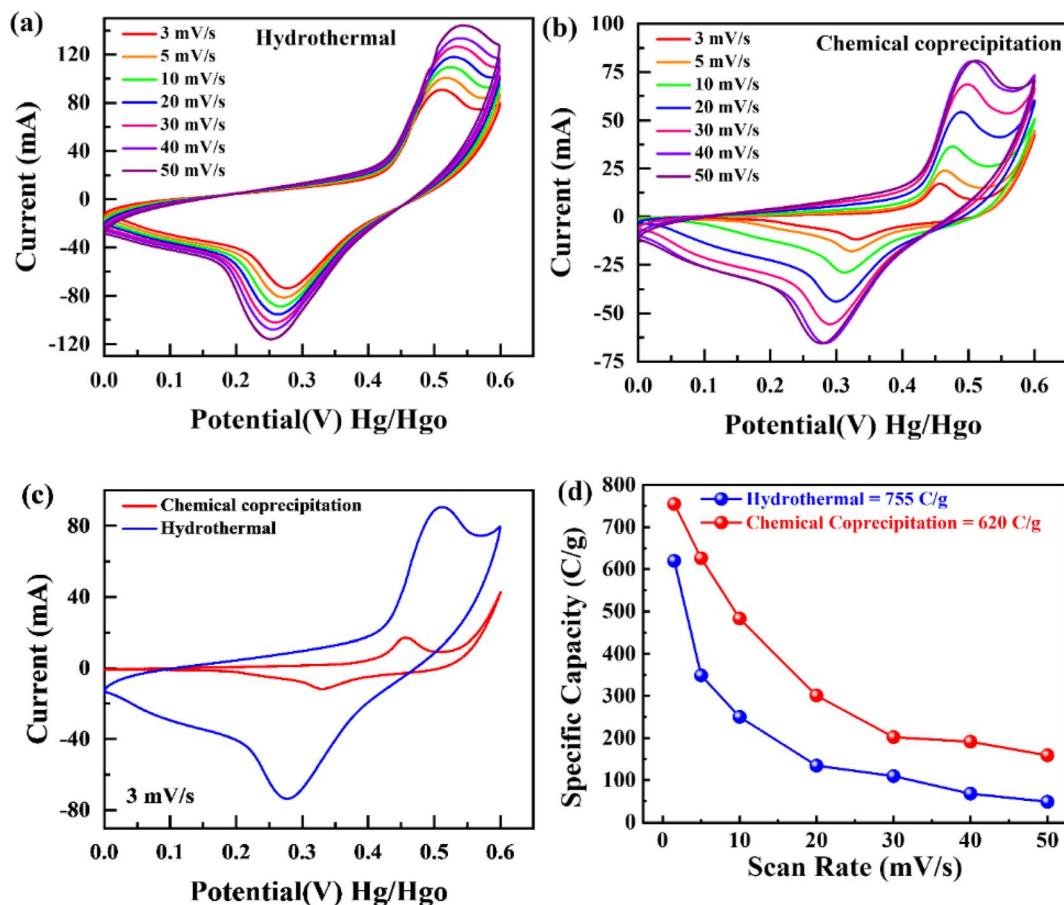 (a)
Hydrothermal
3 mV/s
5 mV/s
10 mV/s
20 mV/s
30 mV/s
40 mV/s
50 mV/s
120
80
40
0
-40
-80
-120
Current (mA)
0.0 0.1 0.2 0.3 0.4 0.5 0.6
Potential(V) Hg/Hgo
(b)
Chemical coprecipitation
3 mV/s
5 mV/s
10 mV/s
20 mV/s
30 mV/s
40 mV/s
50 mV/s
100
75
50
25
0
-25
-50
-75
Current (mA)
0.0 0.1 0.2 0.3 0.4 0.5 0.6
Potential(V) Hg/Hgo
(c)
Chemical coprecipitation
Hydrothermal
80
40
0
-40
-80
Current (mA)
3 mV/s
0.0 0.1 0.2 0.3 0.4 0.5 0.6
Potential(V) Hg/Hgo
(d)
Hydrothermal = 755 C/g
Chemical Coprecipitation = 620 C/g
800
700
600
500
400
300
200
100
0
Specific Capacity (C/g)
0 10 20 30 40 50
Scan Rate (mV/s)